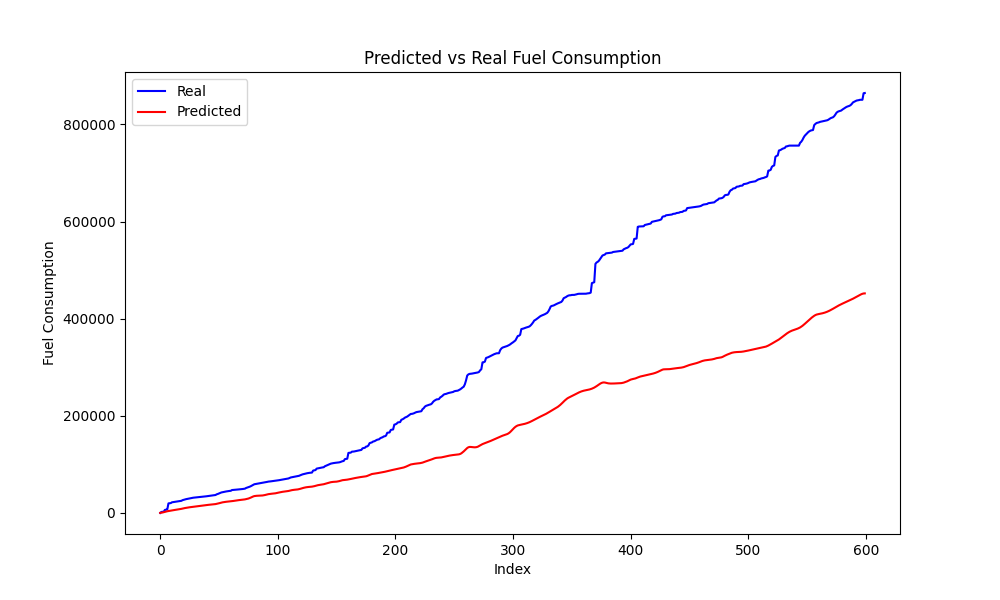 Predicted vs Real Fuel Consumption
Real
Predicted
800000
600000
400000
200000
0
Fuel Consumption
0 100 200 300 400 500 600
Index